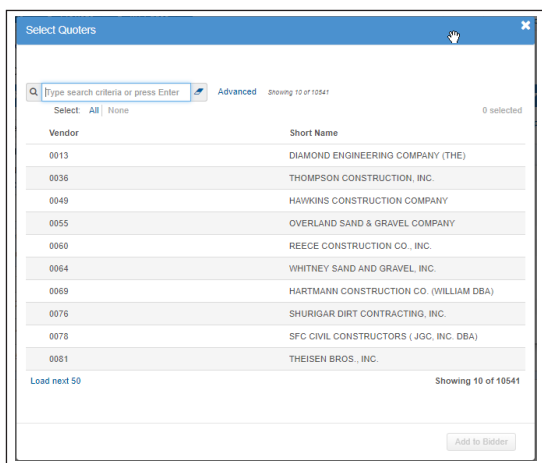 Select Quoters
Type search criteria or press Enter Advanced Showing 10 of 10541
Select: All None 0 selected
Vendor Short Name
0013 DIAMOND ENGINEERING COMPANY (THE)
0036 THOMPSON CONSTRUCTION, INC.
0049 HAWKINS CONSTRUCTION COMPANY
0055 OVERLAND SAND & GRAVEL COMPANY
0060 REECE CONSTRUCTION CO., INC.
0064 WHITNEY SAND AND GRAVEL, INC.
0069 HARTMANN CONSTRUCTION CO. (WILLIAM DBA)
0076 SHURIGAR DIRT CONTRACTING, INC.
0078 SFC CIVIL CONSTRUCTORS ( JGC, INC. DBA)
0081 THEISEN BROS., INC.
Load next 50 Showing 10 of 10541
Add to Bidder